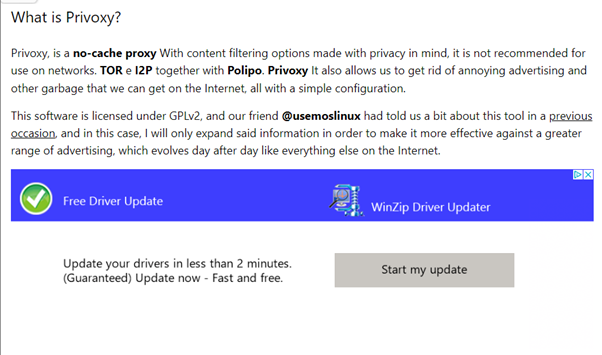 What is Privoxy?
Privoxy, is a no-cache proxy With content filtering options made with privacy in mind, it is not recommended for
use on networks. TOR e I2P together with Polipo. Privoxy It also allows us to get rid of annoying advertising and
other garbage that we can get on the Internet, all with a simple configuration.
This software is licensed under GPLv2, and our friend @usemoslinux had told us a bit about this tool in a previous
occasion, and in this case, I will only expand said information in order to make it more effective against a greater
range of advertising, which evolves day after day like everything else on the Internet.
Free Driver Update
WinZip Driver Updater
Update your drivers in less than 2 minutes.
(Guaranteed) Update now - Fast and free.
Start my update